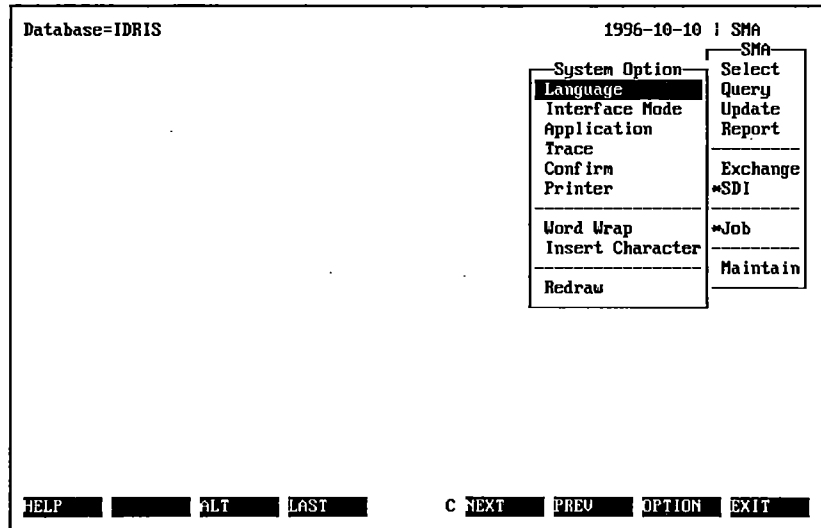 Database=IDRIS 1996-10-10 | SMA
SMA
System Option
Select
Language
Query
Interface Mode
Update
Application
Report
Trace
Confirm
Exchange
Printer
*SDI
Word Wrap
*Job
Insert Character
Maintain
Redraw
HELP ALT LAST C NEXT PREV OPTION EXIT